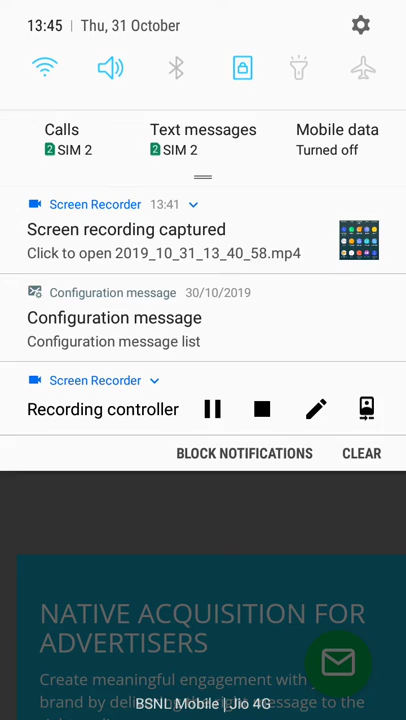 13:45 | Thu, 31 October
Calls
2 SIM 2
Text messages
2 SIM 2
Mobile data
Turned off
Screen Recorder 13:41
Screen recording captured
Click to open 2019_10_31_13_40_58.mp4
Configuration message 30/10/2019
Configuration message
Configuration message list
Screen Recorder
Recording controller
BLOCK NOTIFICATIONS CLEAR
NATIVE ACQUISITION FOR
ADVERTISERS
Create meaningful engagement with
brand by message to the
BSNL Mobile | Jio 4G